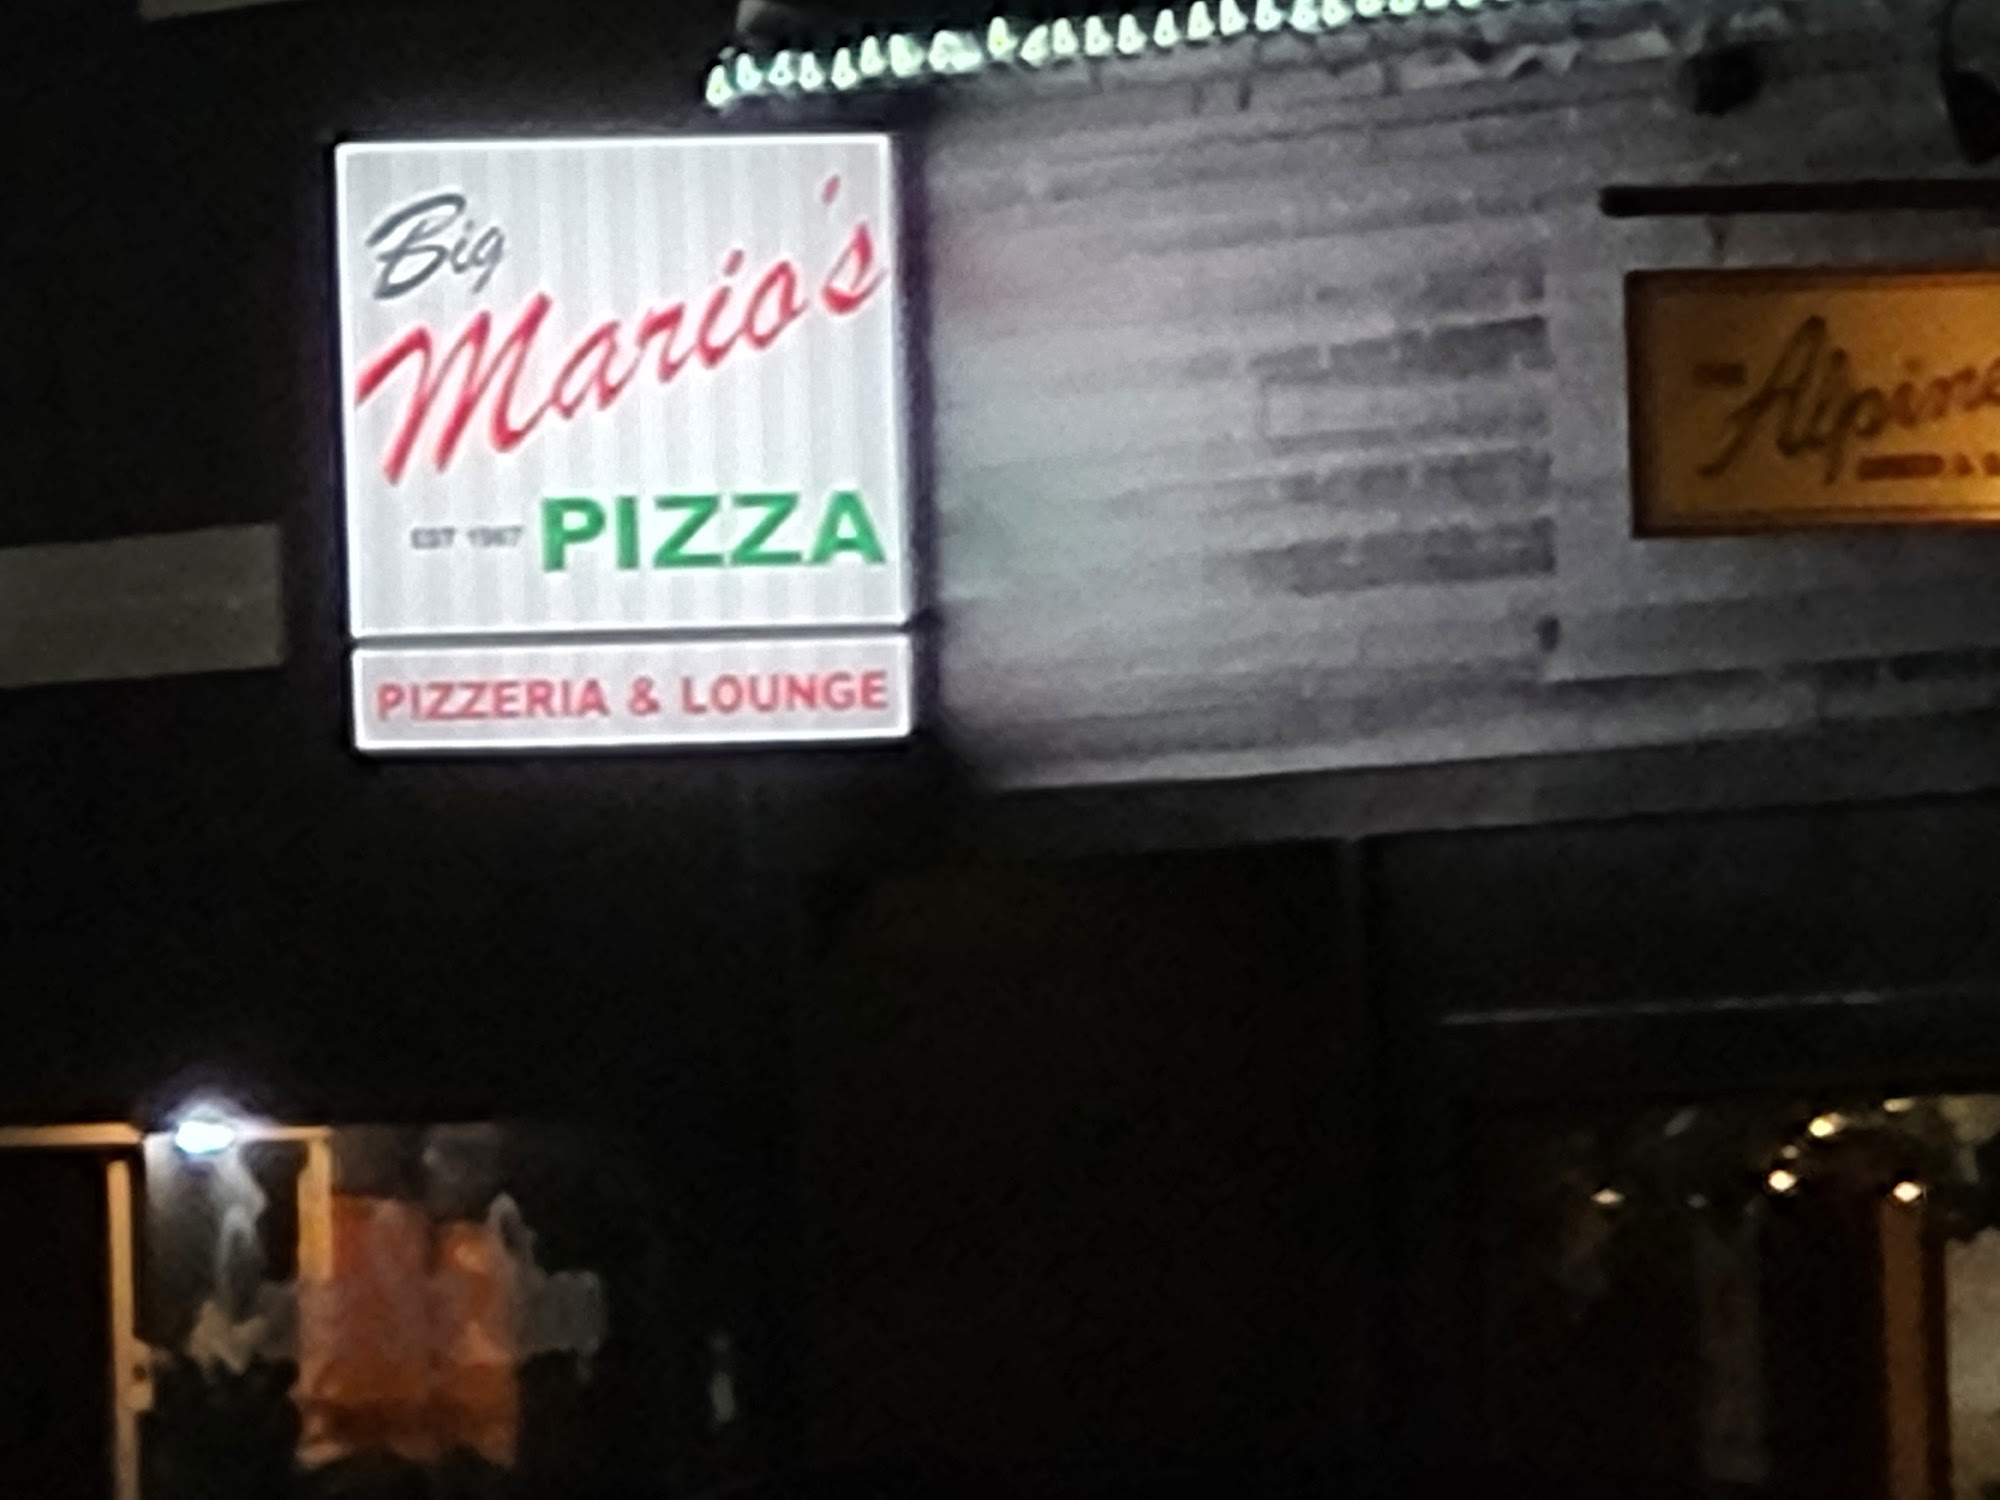 Big
Mario's
EST 1967 PIZZA
PIZZERIA & LOUNGE
Alpine